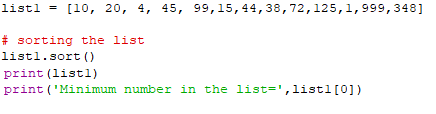 list1 = [10, 20, 4, 45, 99,15,44,38,72,125,1,999,348]
# sorting the list
list1.sort()
print(list1)
print('Minimum number in the list=',list1[0])